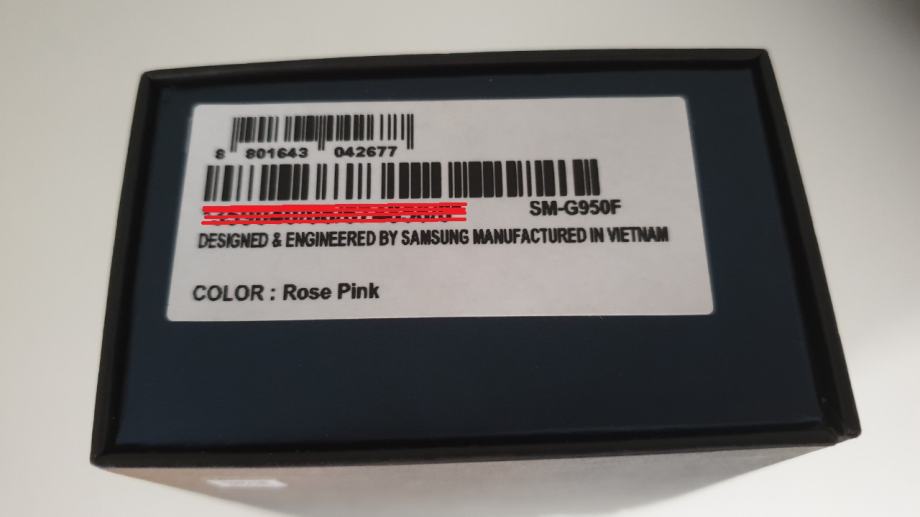 8 801643 042677
SM-G950F
DESIGNED & ENGINEERED BY SAMSUNG MANUFACTURED IN VIETNAM
COLOR : Rose Pink